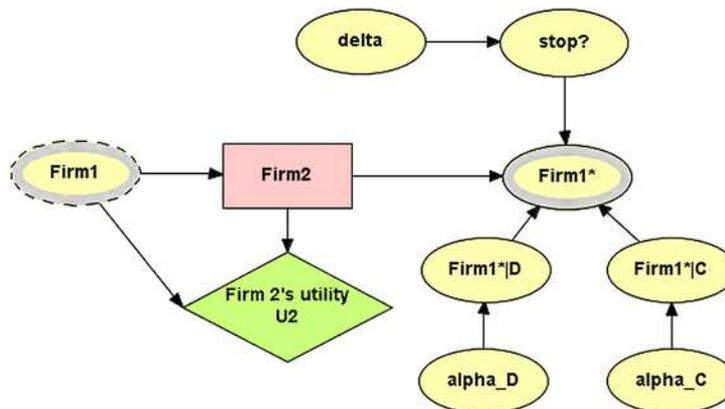 delta
stop?
Firm1
Firm2
Firm1*
Firm1*|D
Firm1*|C
Firm 2's utility
U2
alpha_D
alpha_C